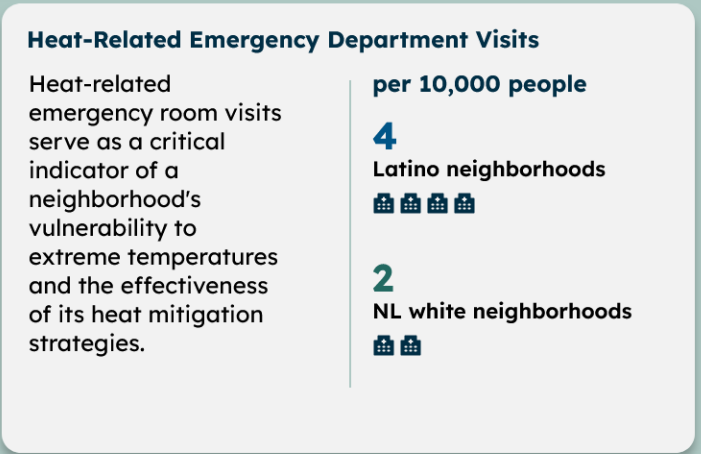 Heat-Related Emergency Department Visits
Heat-related
emergency room visits
serve as a critical
indicator of a
neighborhood's
vulnerability to
extreme temperatures
and the effectiveness
of its heat mitigation
strategies.
per 10,000 people
4
Latino neighborhoods
2
NL white neighborhoods